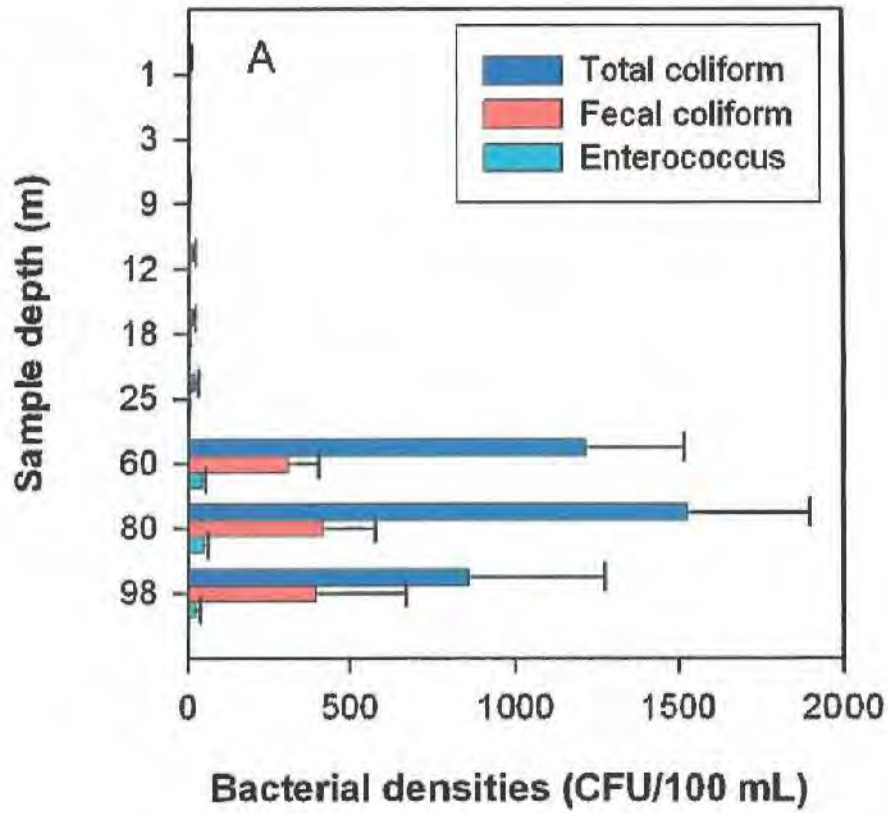 A
Total coliform
Fecal coliform
Enterococcus
Sample depth (m)
1
3
9
12
18
25
60
80
98
0 500 1000 1500 2000
Bacterial densities (CFU/100 mL)